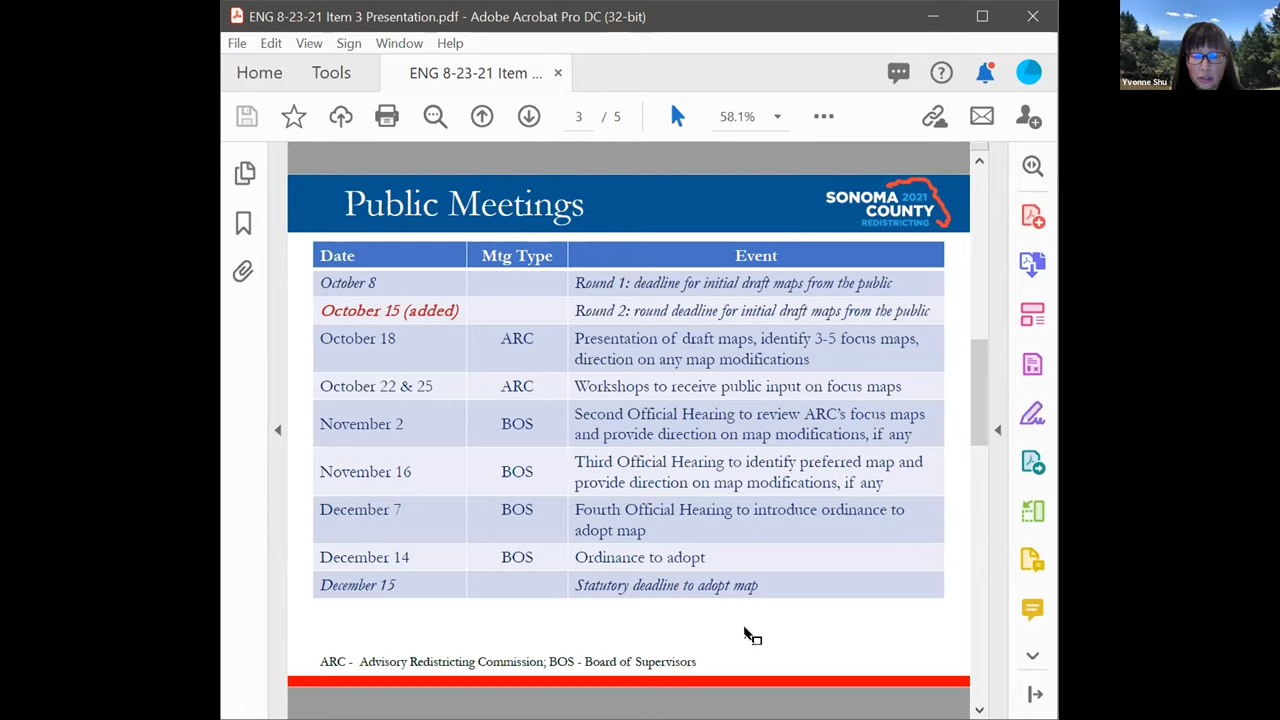 ENG 8-23-21 Item 3 Presentation.pdf - Adobe Acrobat Pro DC (32-bit)
File Edit View Sign Window Help
Home Tools ENG 8-23-21 Item ... ×
3 / 5 58.1%
Yvonne Shu
Public Meetings
SONOMA 2021
COUNTY
REDISTRICTING
Date Mtg Type Event
October 8 Round 1: deadline for initial draft maps from the public
October 15 (added) Round 2: round deadline for initial draft maps from the public
October 18 ARC Presentation of draft maps, identify 3-5 focus maps,
direction on any map modifications
October 22 & 25 ARC Workshops to receive public input on focus maps
November 2 BOS Second Official Hearing to review ARC's focus maps
and provide direction on map modifications, if any
November 16 BOS Third Official Hearing to identify preferred map and
provide direction on map modifications, if any
December 7 BOS Fourth Official Hearing to introduce ordinance to
adopt map
December 14 BOS Ordinance to adopt
December 15 Statutory deadline to adopt map
ARC - Advisory Redistricting Commission; BOS - Board of Supervisors